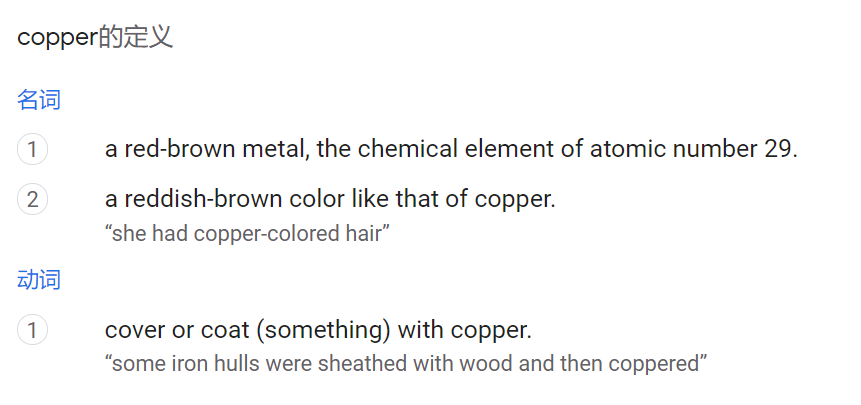 copper的定义
名词
1 a red-brown metal, the chemical element of atomic number 29.
2 a reddish-brown color like that of copper.
“she had copper-colored hair”
动词
1 cover or coat (something) with copper.
“some iron hulls were sheathed with wood and then coppered”